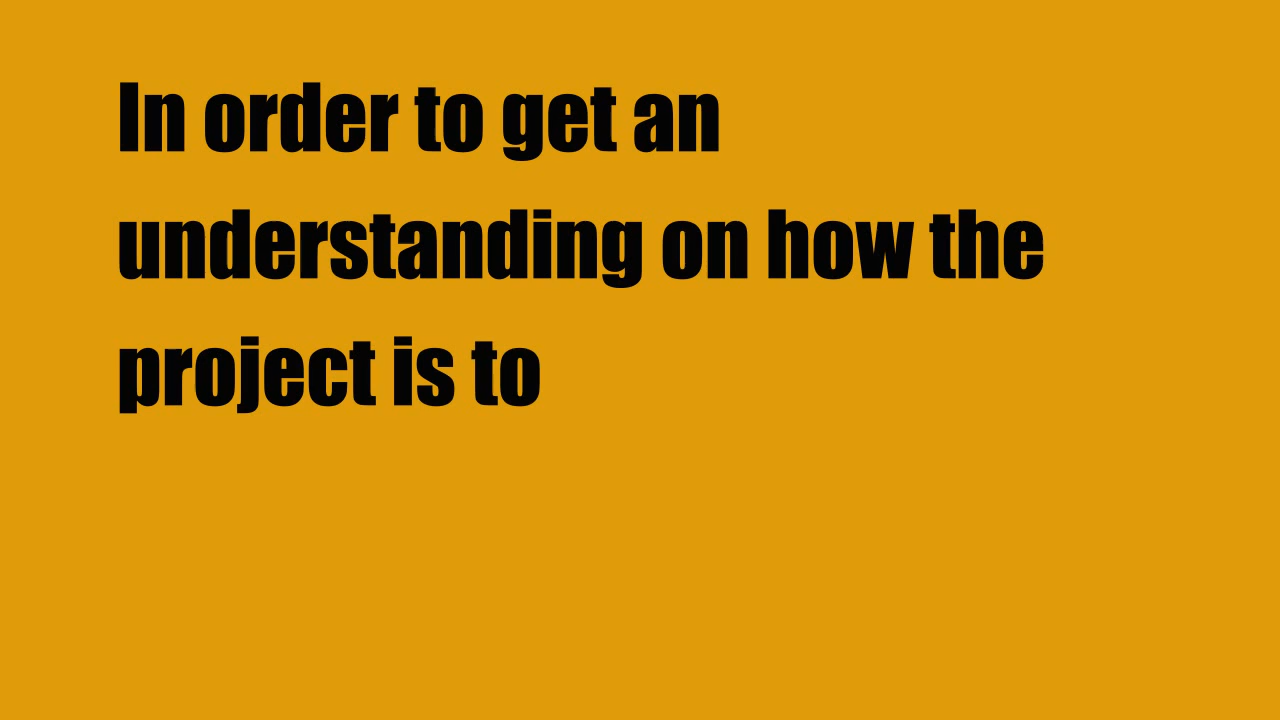 In order to get an
understanding on how the
project is to